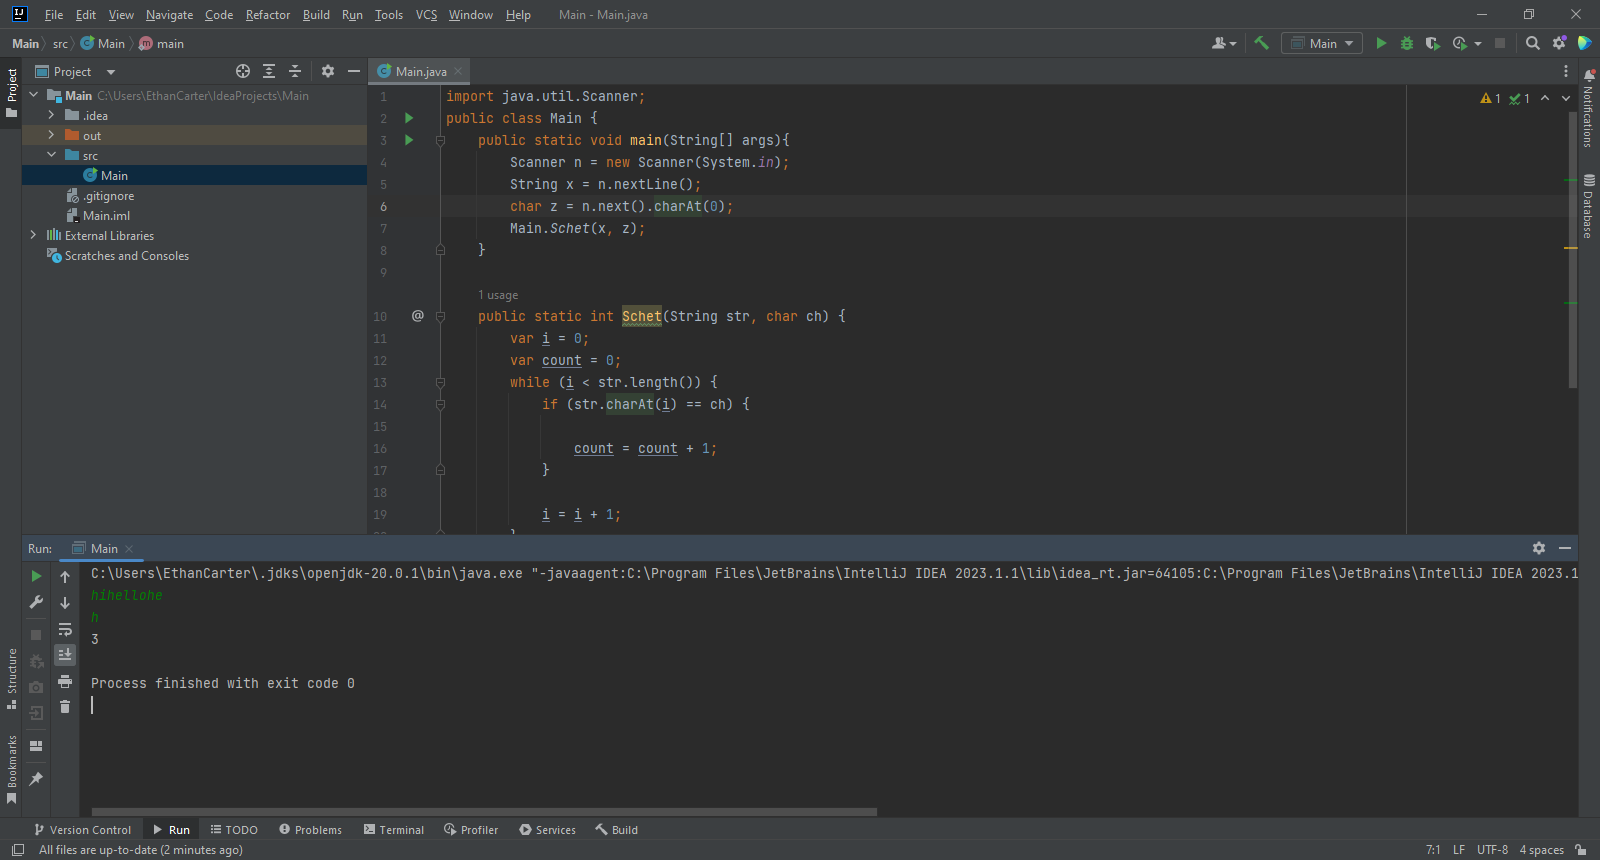 File Edit View Navigate Code Refactor Build Run Tools VCS Window Help Main - Main.java
Main src Main main
Main
Project
Project
Main.java
Main C:\Users\EthanCarter\IdeaProjects\Main
.idea
out
src
Main
.gitignore
Main.iml
External Libraries
Scratches and Consoles
1 import java.util.Scanner;
2 public class Main {
3 public static void main(String[] args){
4 Scanner n = new Scanner(System.in);
5 String x = n.nextLine();
6 char z = n.next().charAt(0);
7 Main.Schet(x, z);
8 }
9
1 usage
10 @ public static int Schet(String str, char ch) {
11 var i = 0;
12 var count = 0;
13 while (i < str.length()) {
14 if (str.charAt(i) == ch) {
15
16 count = count + 1;
17 }
18
19 i = i + 1;
1 1
Notifications
Database
Run: Main
C:\Users\EthanCarter\.jdks\openjdk-20.0.1\bin\java.exe "-javaagent:C:\Program Files\JetBrains\IntelliJ IDEA 2023.1.1\lib\idea_rt.jar=64105:C:\Program Files\JetBrains\IntelliJ IDEA 2023.1
hihellohe
h
3
Process finished with exit code 0
Structure
Bookmarks
Version Control Run TODO Problems Terminal Profiler Services Build
All files are up-to-date (2 minutes ago) 7:1 LF UTF-8 4 spaces